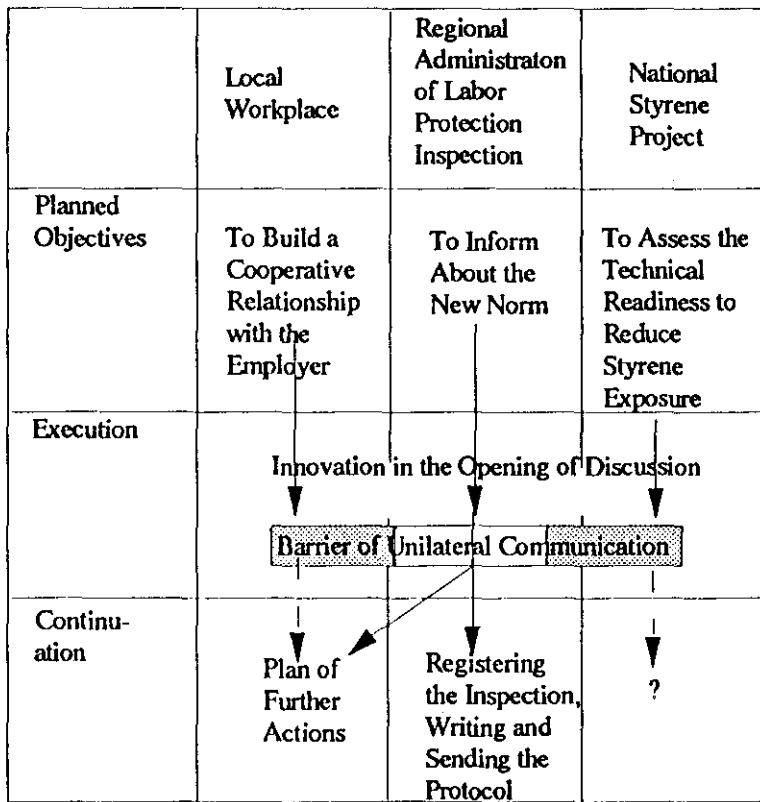 Local
Workplace
Regional
Administraton
of Labor
Protection
Inspection
National
Styrene
Project
Planned
Objectives
To Build a
Cooperative
Relationship
with the
Employer
To Inform
About the
New Norm
To Assess the
Technical
Readiness to
Reduce
Styrene
Exposure
Execution
Innovation in the Opening of Discussion
Barrier of Unilateral Communication
Continu-
ation
Plan of
Further
Actions
Registering
the Inspection,
Writing and
Sending the
Protocol
?